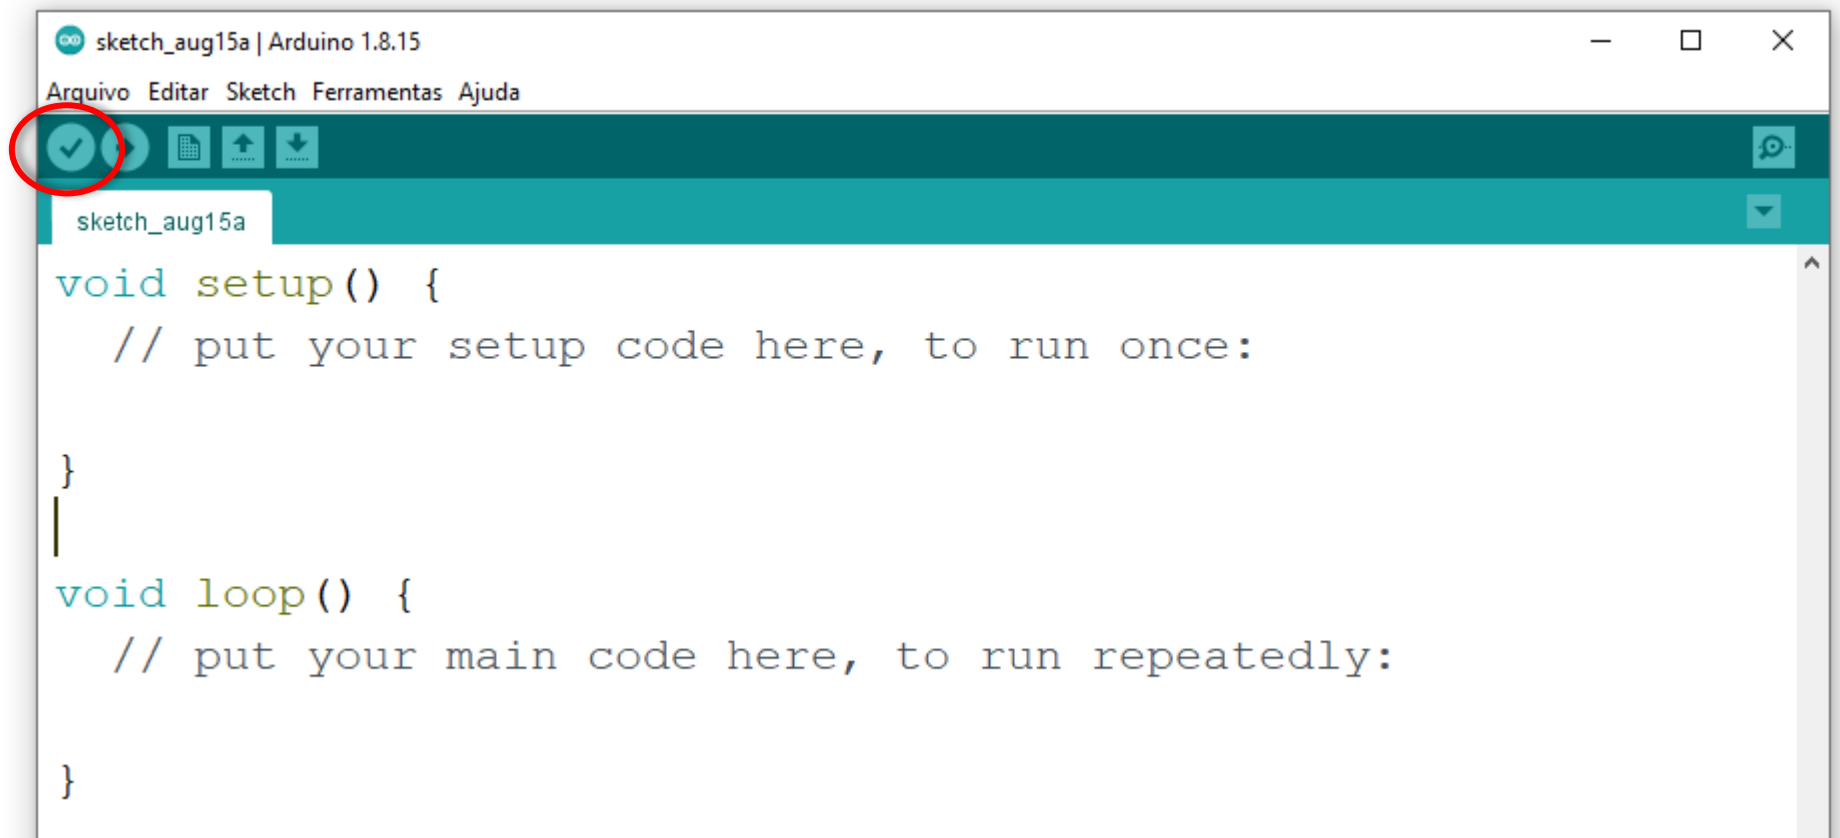 sketch_aug15a | Arduino 1.8.15
Arquivo Editar Sketch Ferramentas Ajuda
sketch_aug15a
void setup() {
  // put your setup code here, to run once:
}
void loop() {
  // put your main code here, to run repeatedly:
}